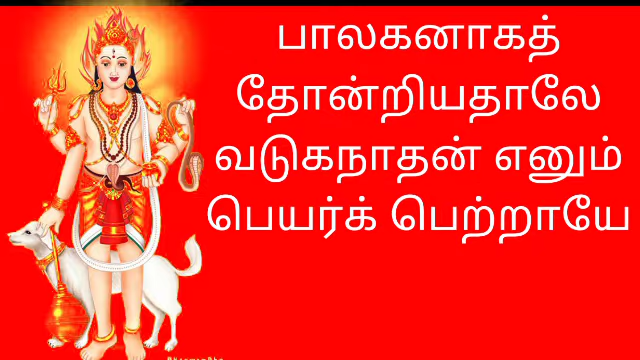 பாலகனாகத்
தோன்றியதாலே
வடுகநாதன் எனும்
பெயர்க் பெற்றாயே